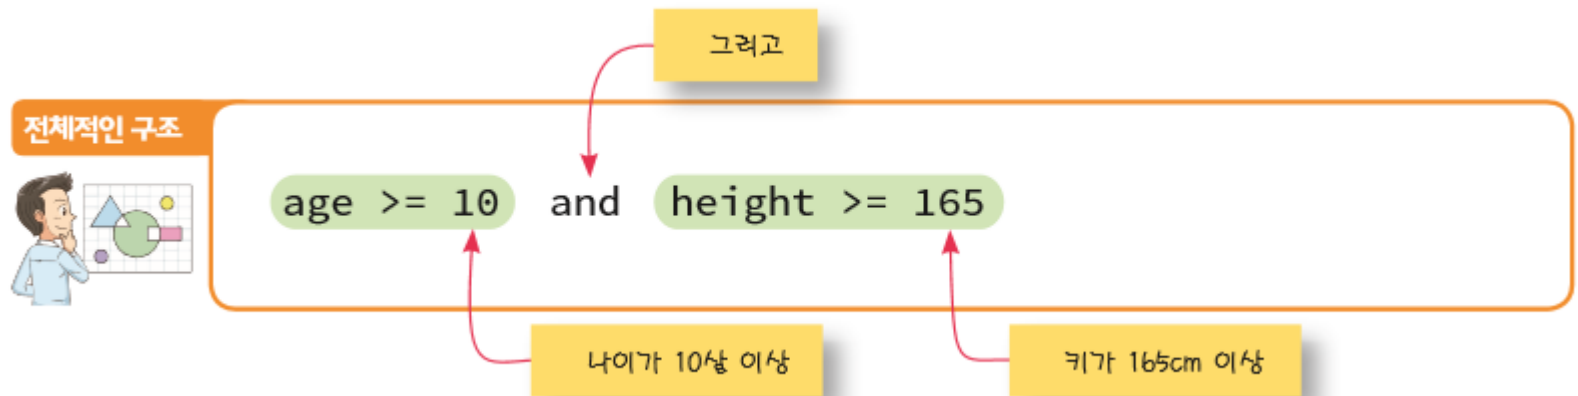 그리고
전체적인 구조
age >= 10 and height >= 165
나이가 10살 이상
키가 165cm 이상